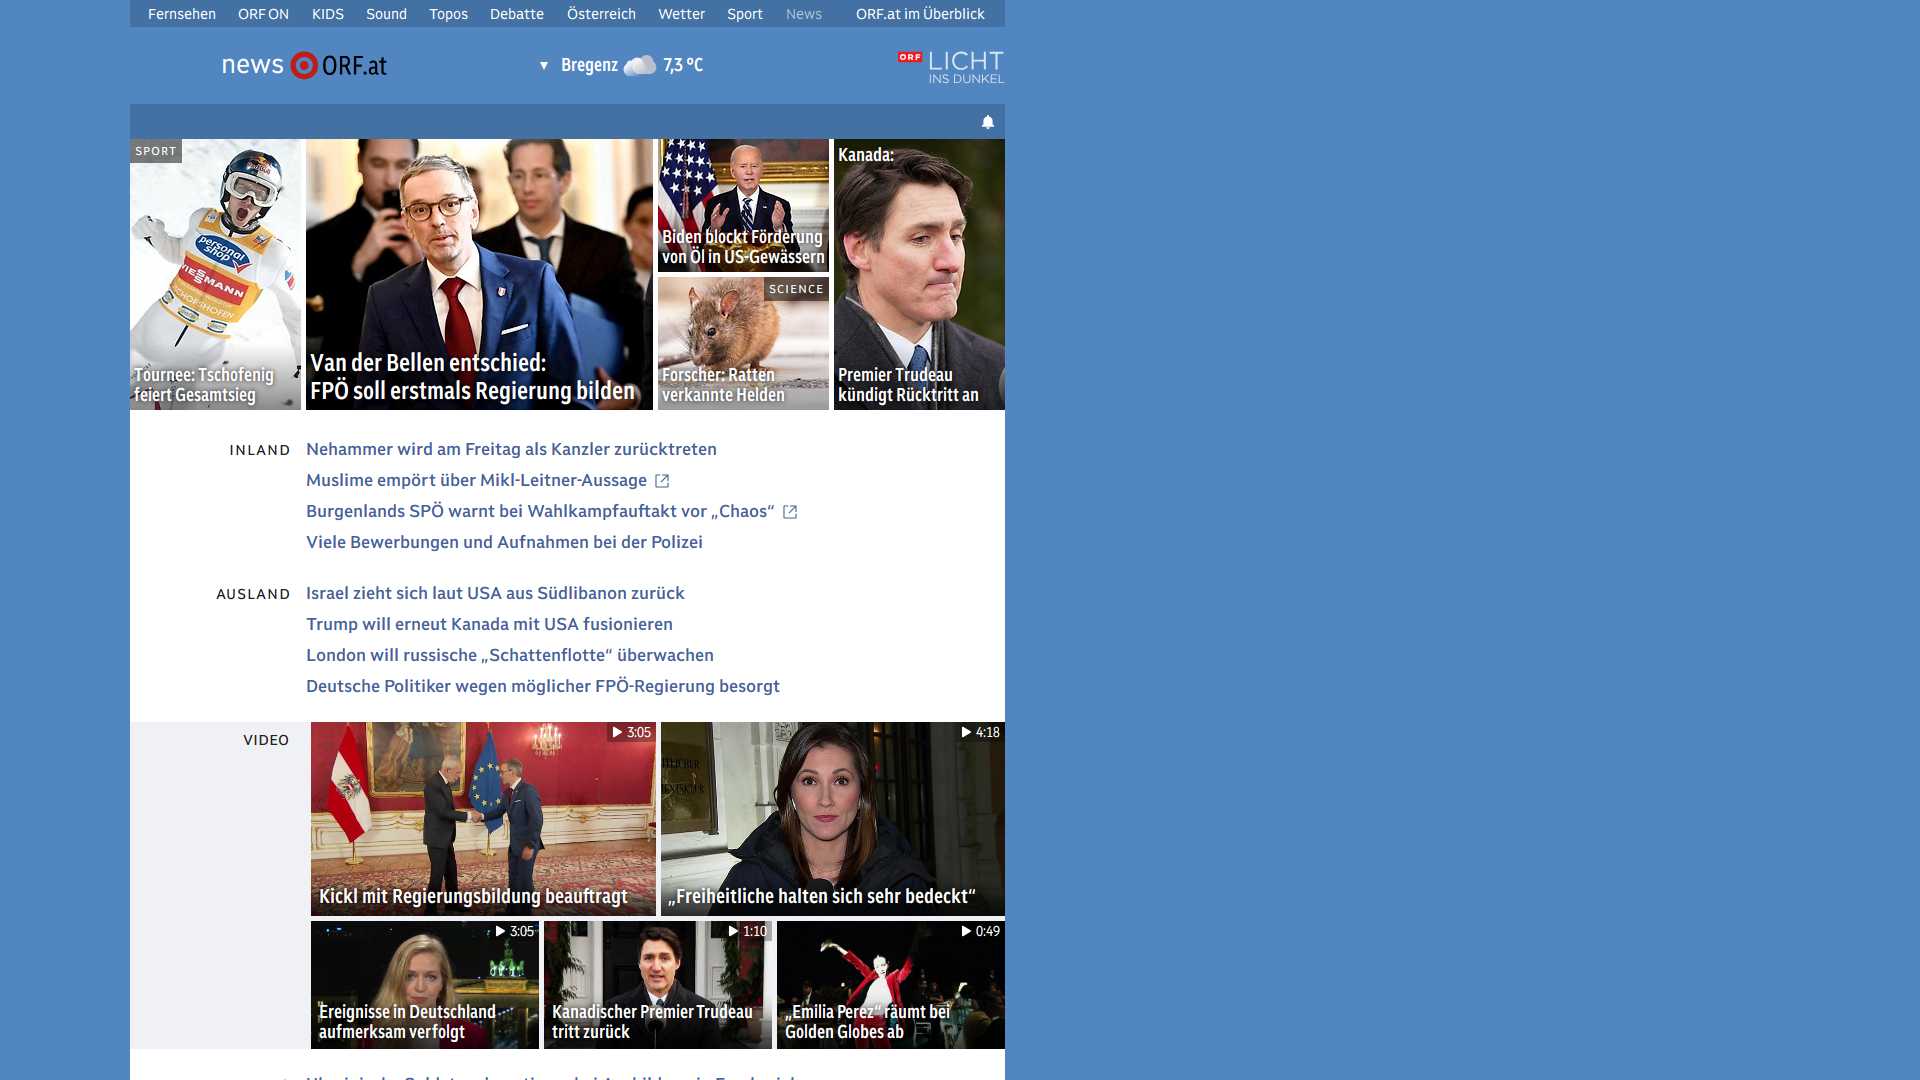 Fernsehen ORF ON KIDS Sound Topos Debatte Österreich Wetter Sport News ORF.at im Überblick
news ORF.at
Bregenz 7,3 °C
ORF LICHT
INS DUNKEL
SPORT
Tournee: Tschofenig
feiert Gesamtsieg
Van der Bellen entschied:
FPÖ soll erstmals Regierung bilden
Biden blockt Förderung
von Öl in US-Gewässern
SCIENCE
Forscher: Ratten
verkannte Helden
Kanada:
Premier Trudeau
kündigt Rücktritt an
personal
shop
VIESSMANN
INLAND
Nehammer wird am Freitag als Kanzler zurücktreten
Muslime empört über Mikl-Leitner-Aussage
Burgenlands SPÖ warnt bei Wahlkampfauftakt vor „Chaos“
Viele Bewerbungen und Aufnahmen bei der Polizei
AUSLAND
Israel zieht sich laut USA aus Südlibanon zurück
Trump will erneut Kanada mit USA fusionieren
London will russische „Schattenflotte“ überwachen
Deutsche Politiker wegen möglicher FPÖ-Regierung besorgt
VIDEO
3:05
Kickl mit Regierungsbildung beauftragt
4:18
„Freiheitliche halten sich sehr bedeckt“
3:05
Ereignisse in Deutschland
aufmerksam verfolgt
1:10
Kanadischer Premier Trudeau
tritt zurück
0:49
„Emilia Perez“ räumt bei
Golden Globes ab